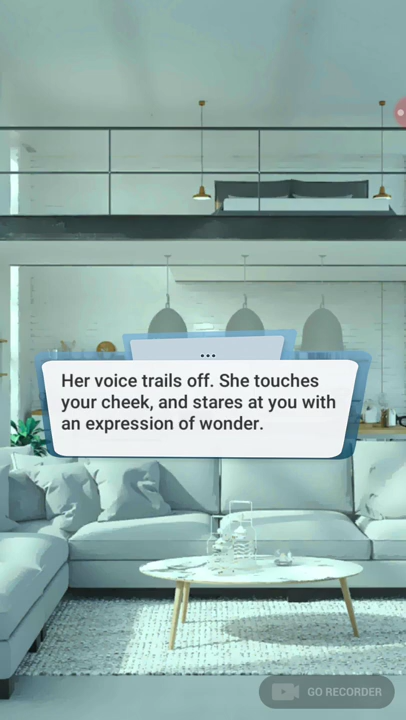 ...
Her voice trails off. She touches
your cheek, and stares at you with
an expression of wonder.
GO RECORDER